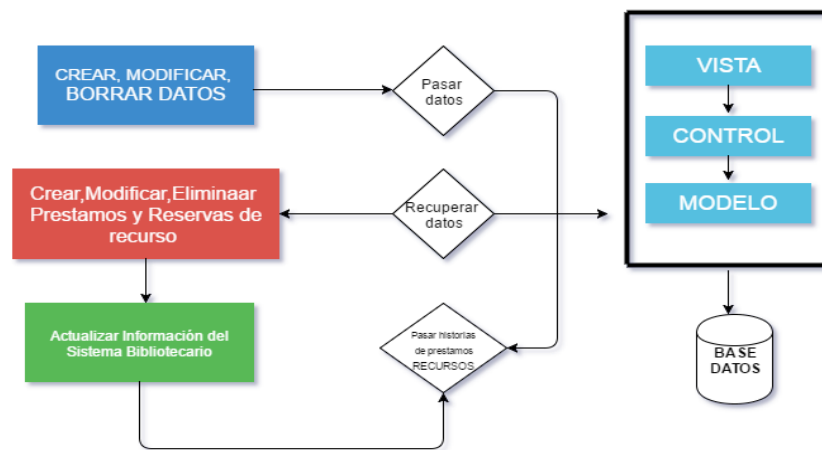 CREAR, MODIFICAR,
BORRAR DATOS
Pasar
datos
VISTA
CONTROL
MODELO
Crear,Modificar,Eliminaar
Prestamos y Reservas de
recurso
Recuperar
datos
Actualizar Información del
Sistema Bibliotecario
Pasar historias
de prestamos
RECURSOS
BASE
DATOS